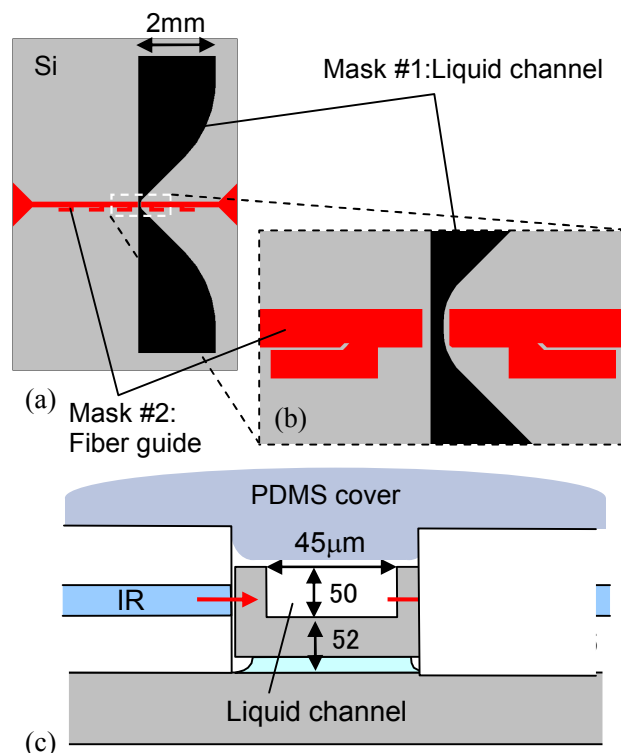 2mm
Si
Mask #1:Liquid channel
(a)
Mask #2:
Fiber guide
(b)
PDMS cover
45μm
IR
50
52
Liquid channel
(c)